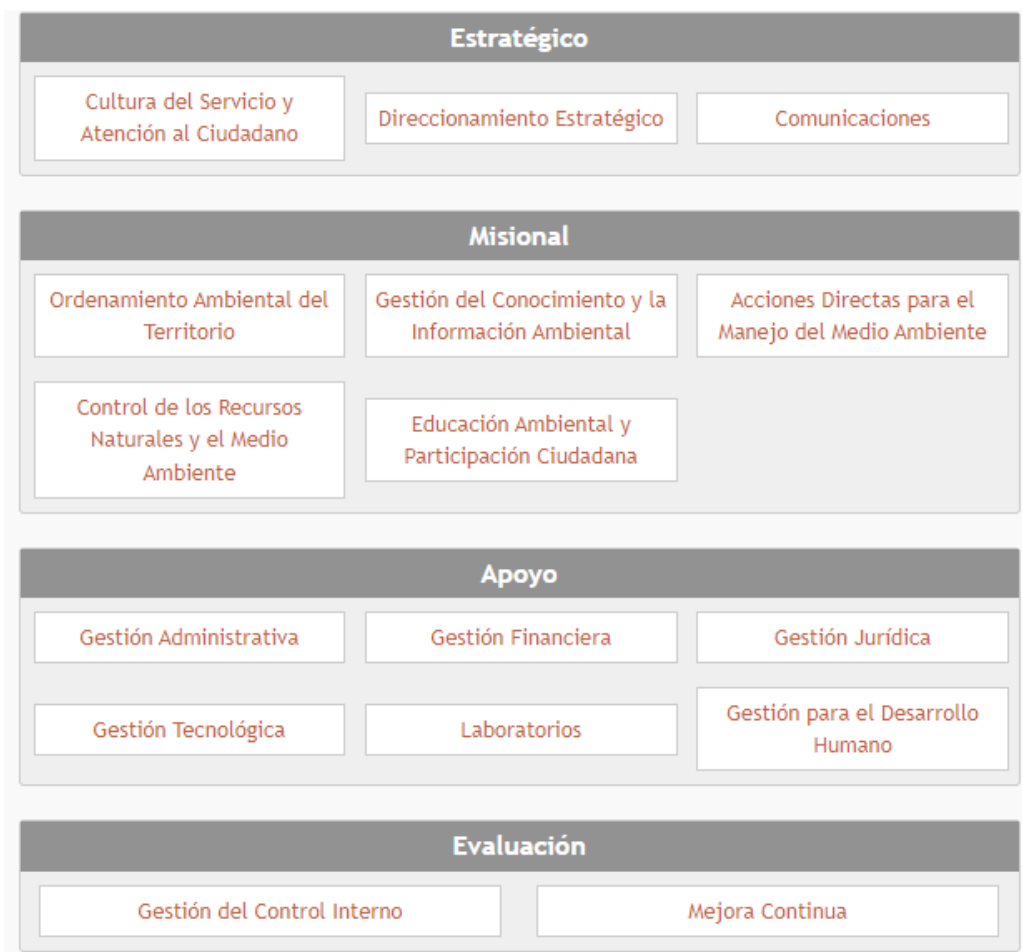 Estratégico
Cultura del Servicio y
Atención al Ciudadano
Direccionamiento Estratégico
Comunicaciones
Misional
Ordenamiento Ambiental del
Territorio
Gestión del Conocimiento y la
Información Ambiental
Acciones Directas para el
Manejo del Medio Ambiente
Control de los Recursos
Naturales y el Medio
Ambiente
Educación Ambiental y
Participación Ciudadana
Apoyo
Gestión Administrativa
Gestión Financiera
Gestión Jurídica
Gestión Tecnológica
Laboratorios
Gestión para el Desarrollo
Humano
Evaluación
Gestión del Control Interno
Mejora Continua